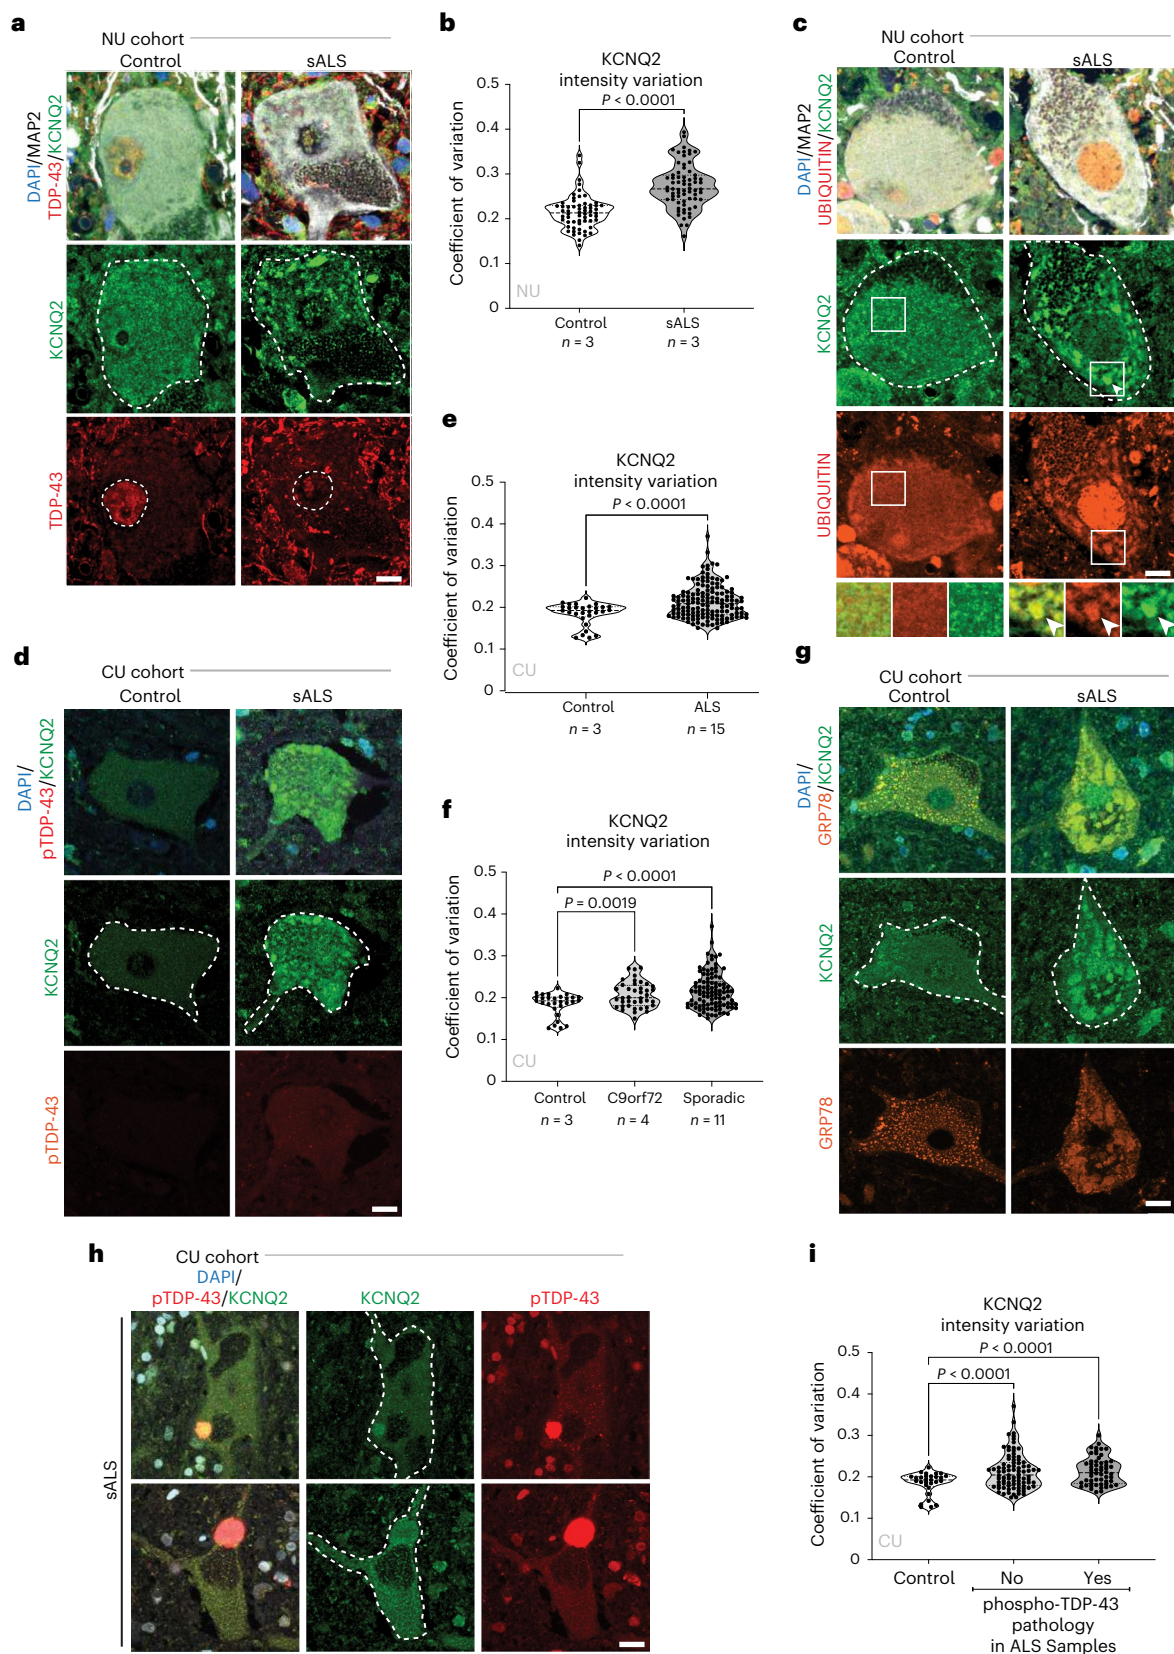 a
NU cohort
Control
sALS
DAPI/MAP2
TDP-43/KCNQ2
KCNQ2
TDP-43
b
KCNQ2
intensity variation
P < 0.0001
Coefficient of variation
0.5
0.4
0.3
0.2
0.1
0
NU
Control
sALS
n = 3
n = 3
c
NU cohort
Control
sALS
DAPI/MAP2
UBIQUITIN/KCNQ2
KCNQ2
UBIQUITIN
d
CU cohort
Control
sALS
DAPI/
pTDP-43/KCNQ2
KCNQ2
pTDP-43
e
KCNQ2
intensity variation
P < 0.0001
Coefficient of variation
0.5
0.4
0.3
0.2
0.1
0
CU
Control
ALS
n = 3
n = 15
f
KCNQ2
intensity variation
P < 0.0001
P = 0.0019
Coefficient of variation
0.5
0.4
0.3
0.2
0.1
0
CU
Control
C9orf72
Sporadic
n = 3
n = 4
n = 11
g
CU cohort
Control
sALS
DAPI/
GRP78/KCNQ2
KCNQ2
GRP78
h
CU cohort
DAPI/
pTDP-43/KCNQ2
KCNQ2
pTDP-43
sALS
i
KCNQ2
intensity variation
P < 0.0001
P < 0.0001
Coefficient of variation
0.5
0.4
0.3
0.2
0.1
0
CU
Control
No
Yes
phospho-TDP-43
pathology
in ALS Samples